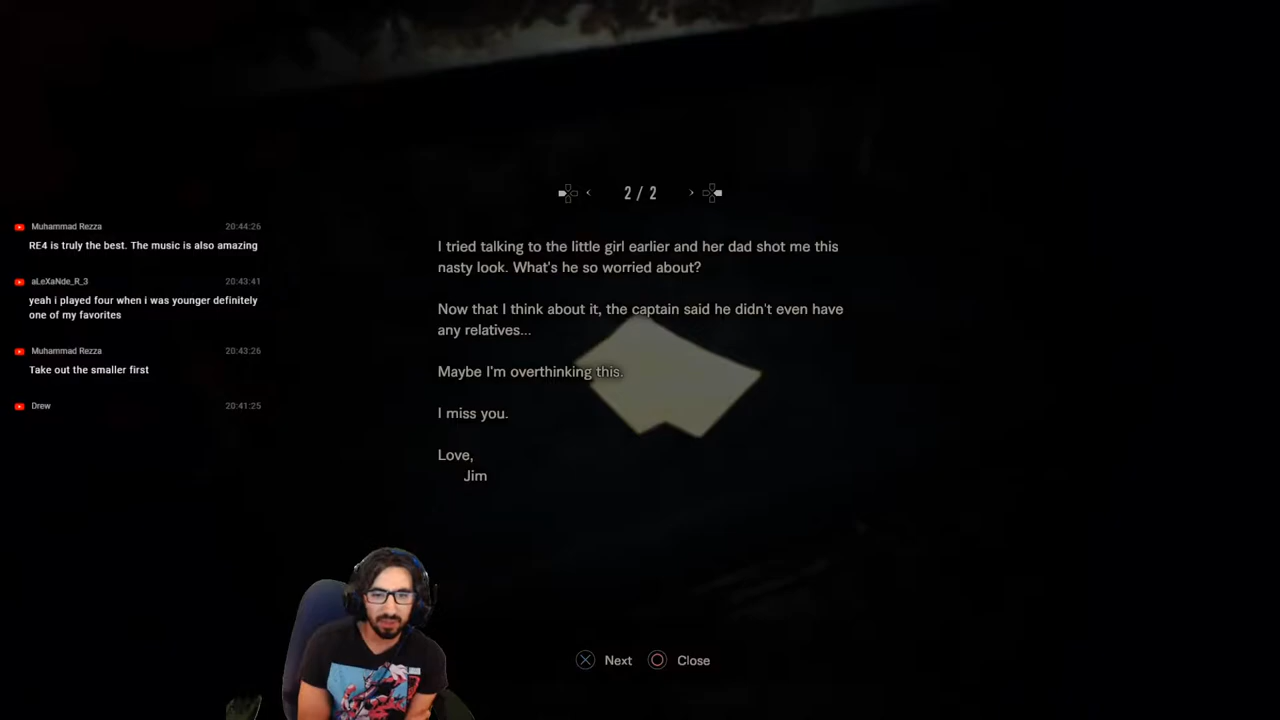 2 / 2
I tried talking to the little girl earlier and her dad shot me this
nasty look. What's he so worried about?
Now that I think about it, the captain said he didn't even have
any relatives...
Maybe I'm overthinking this.
I miss you.
Love,
Jim
Muhammad Rezza 20:44:26
RE4 is truly the best. The music is also amazing
aLeXaNde_R_3 20:43:41
yeah i played four when i was younger definitely
one of my favorites
Muhammad Rezza 20:43:26
Take out the smaller first
Drew 20:41:25
Next Close